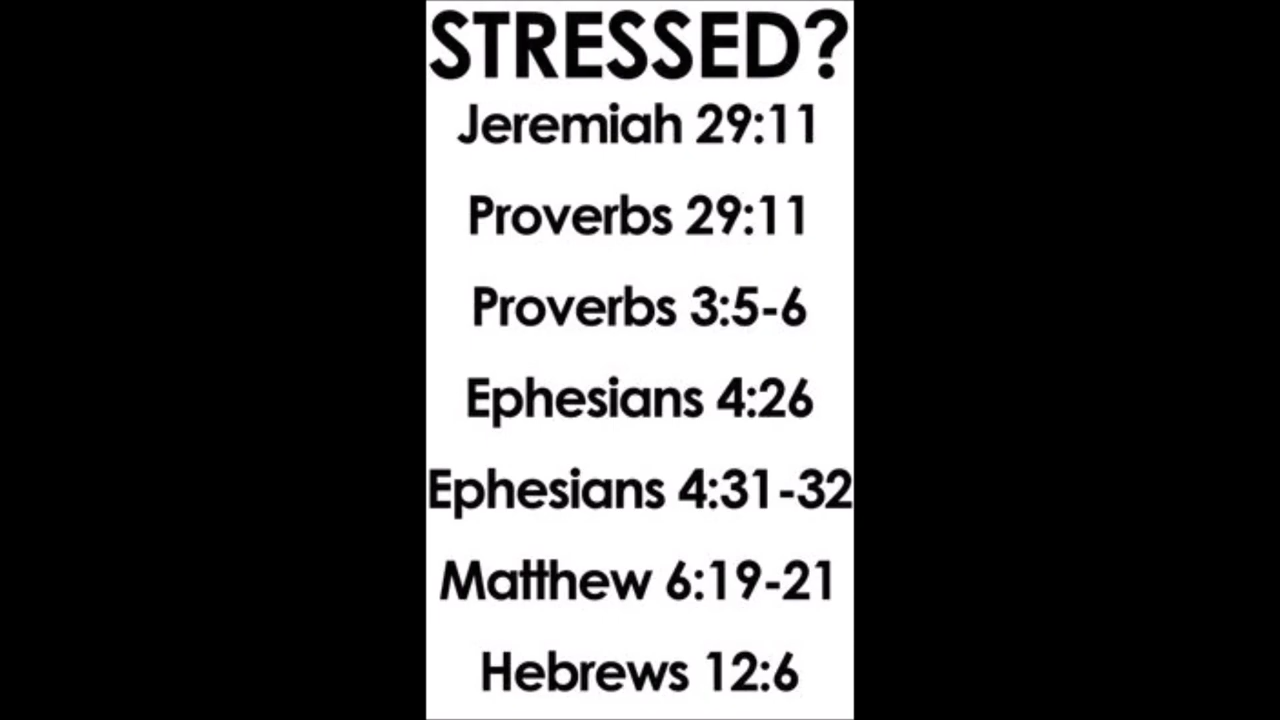 STRESSED?
Jeremiah 29:11
Proverbs 29:11
Proverbs 3:5-6
Ephesians 4:26
Ephesians 4:31-32
Matthew 6:19-21
Hebrews 12:6